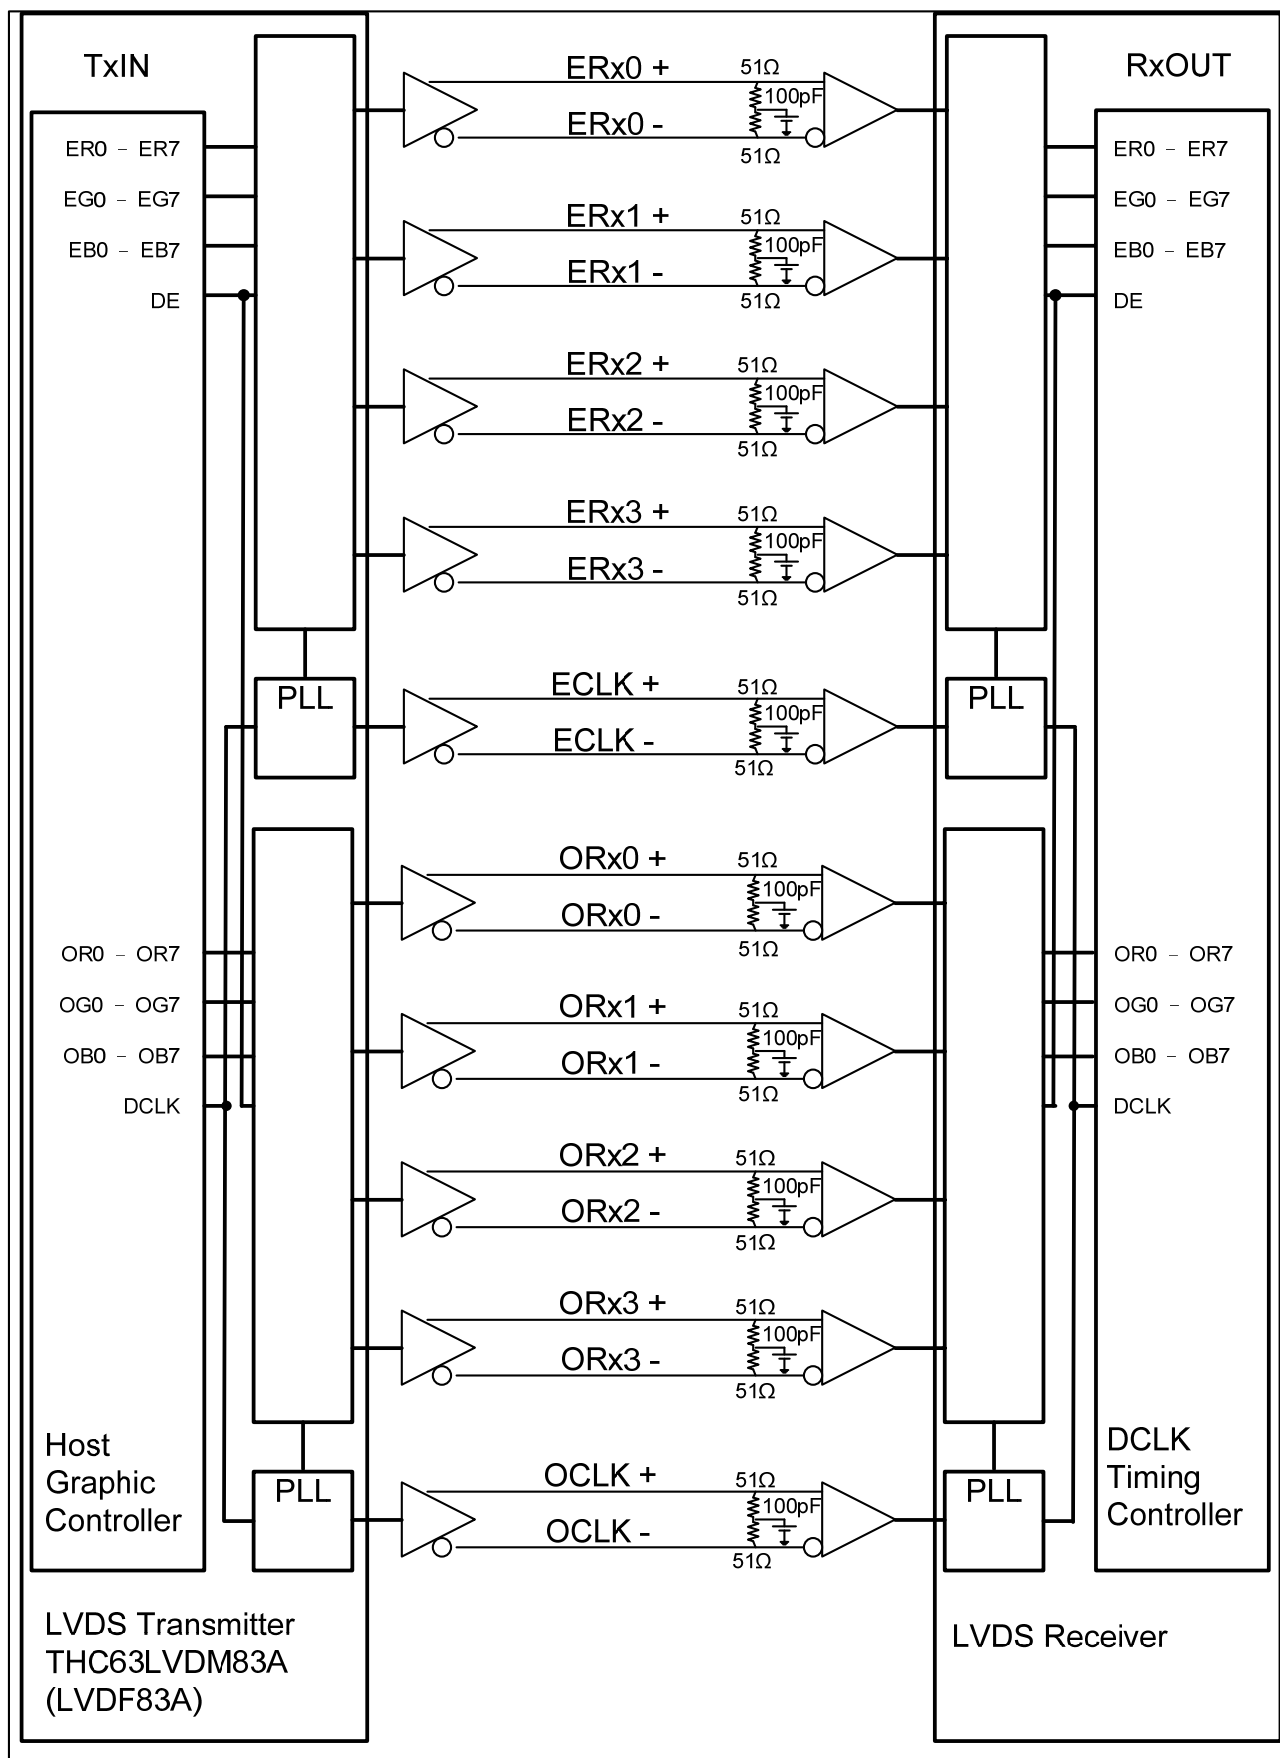 TxIN
RxOUT
ER0 – ER7
EG0 – EG7
EB0 – EB7
DE
ERx0 +
51Ω
100pF
ERx0 -
51Ω
ERx1 +
51Ω
100pF
ERx1 -
51Ω
ERx2 +
51Ω
100pF
ERx2 -
51Ω
ERx3 +
51Ω
100pF
ERx3 -
51Ω
ER0 – ER7
EG0 – EG7
EB0 – EB7
DE
PLL
ECLK +
51Ω
100pF
ECLK -
51Ω
PLL
OR0 – OR7
OG0 – OG7
OB0 – OB7
DCLK
ORx0 +
51Ω
100pF
ORx0 -
51Ω
ORx1 +
51Ω
100pF
ORx1 -
51Ω
ORx2 +
51Ω
100pF
ORx2 -
51Ω
ORx3 +
51Ω
100pF
ORx3 -
51Ω
OR0 – OR7
OG0 – OG7
OB0 – OB7
DCLK
Host
Graphic
Controller
PLL
OCLK +
51Ω
100pF
OCLK -
51Ω
PLL
DCLK
Timing
Controller
LVDS Transmitter
THC63LVDM83A
(LVDF83A)
LVDS Receiver